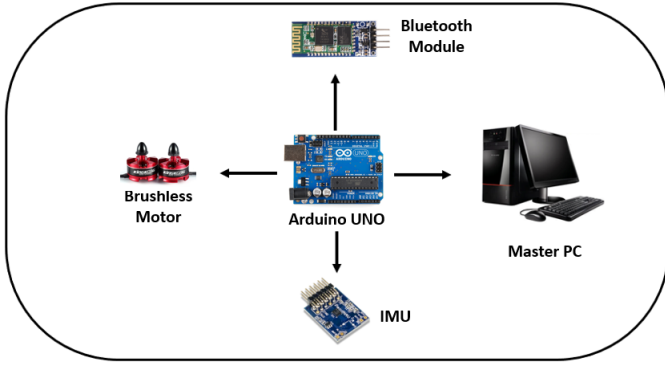 Bluetooth
Module
Brushless
Motor
Arduino UNO
Master PC
IMU